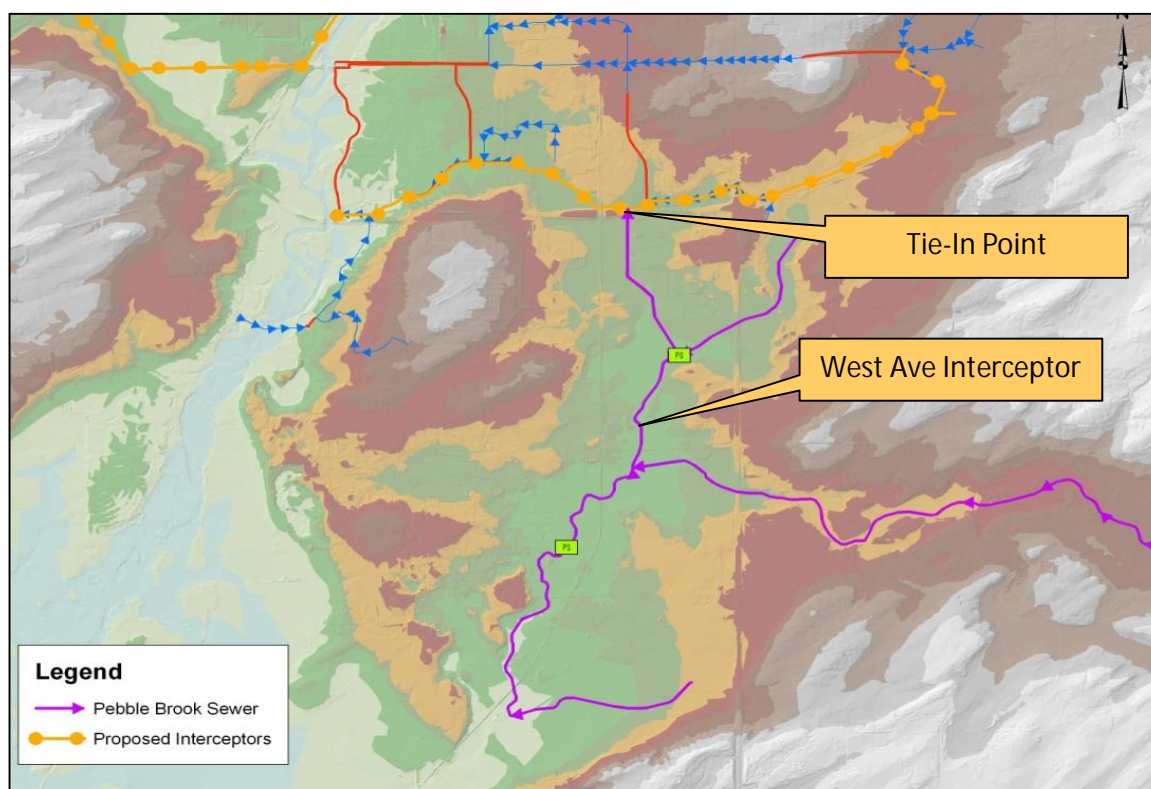 N
Tie-In Point
PS
West Ave Interceptor
PS
Legend
Pebble Brook Sewer
Proposed Interceptors